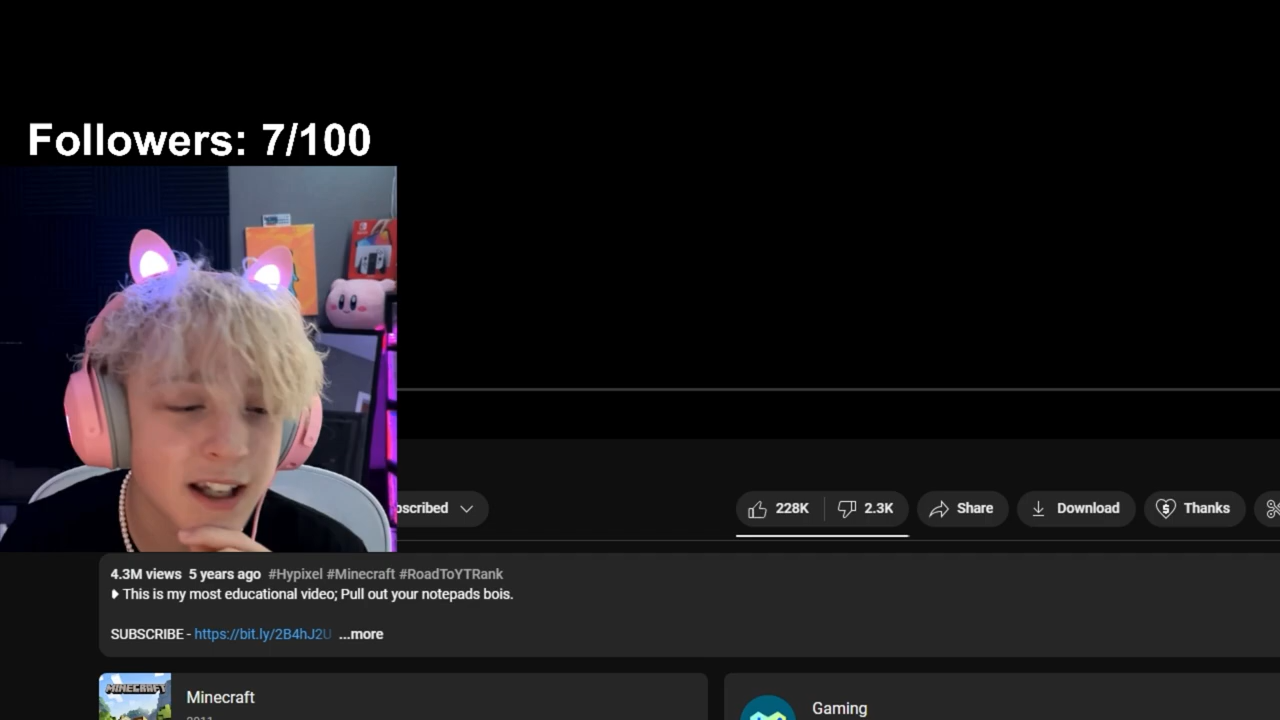 Followers: 7/100
oscribed
228K
2.3K
Share
Download
Thanks
4.3M views 5 years ago #Hypixel #Minecraft #RoadToYTRank
This is my most educational video; Pull out your notepads bois.
SUBSCRIBE - https://bit.ly/2B4hJ2U ...more
MINECRAFT
Minecraft
2011
Gaming